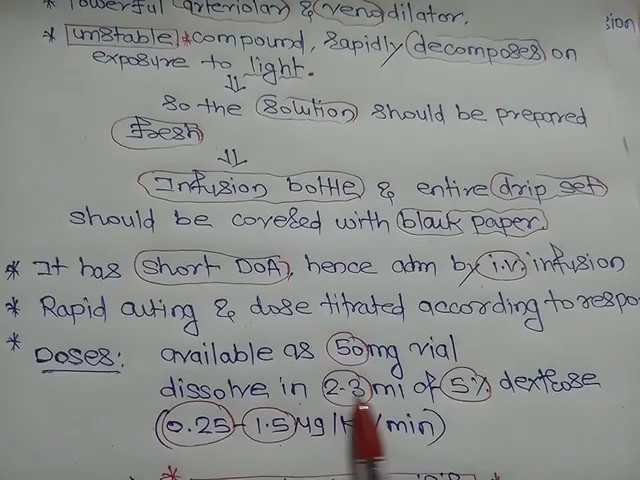 * Powerful arteriolar & venodilator.
sion
* unstable * compound, rapidly decomposes on
exposure to light.
⇓
so the solution should be prepared
fresh
⇓
Infusion bottle & entire drip set
should be covered with black paper.
* It has short DOA, hence adm by i.v. infusion
* Rapid acting & dose titrated according to respo
* Doses: available as 50mg vial
dissolve in 2-3 ml of 5% dextrose
(0.25 - 1.5 μg/kg/min)
* *